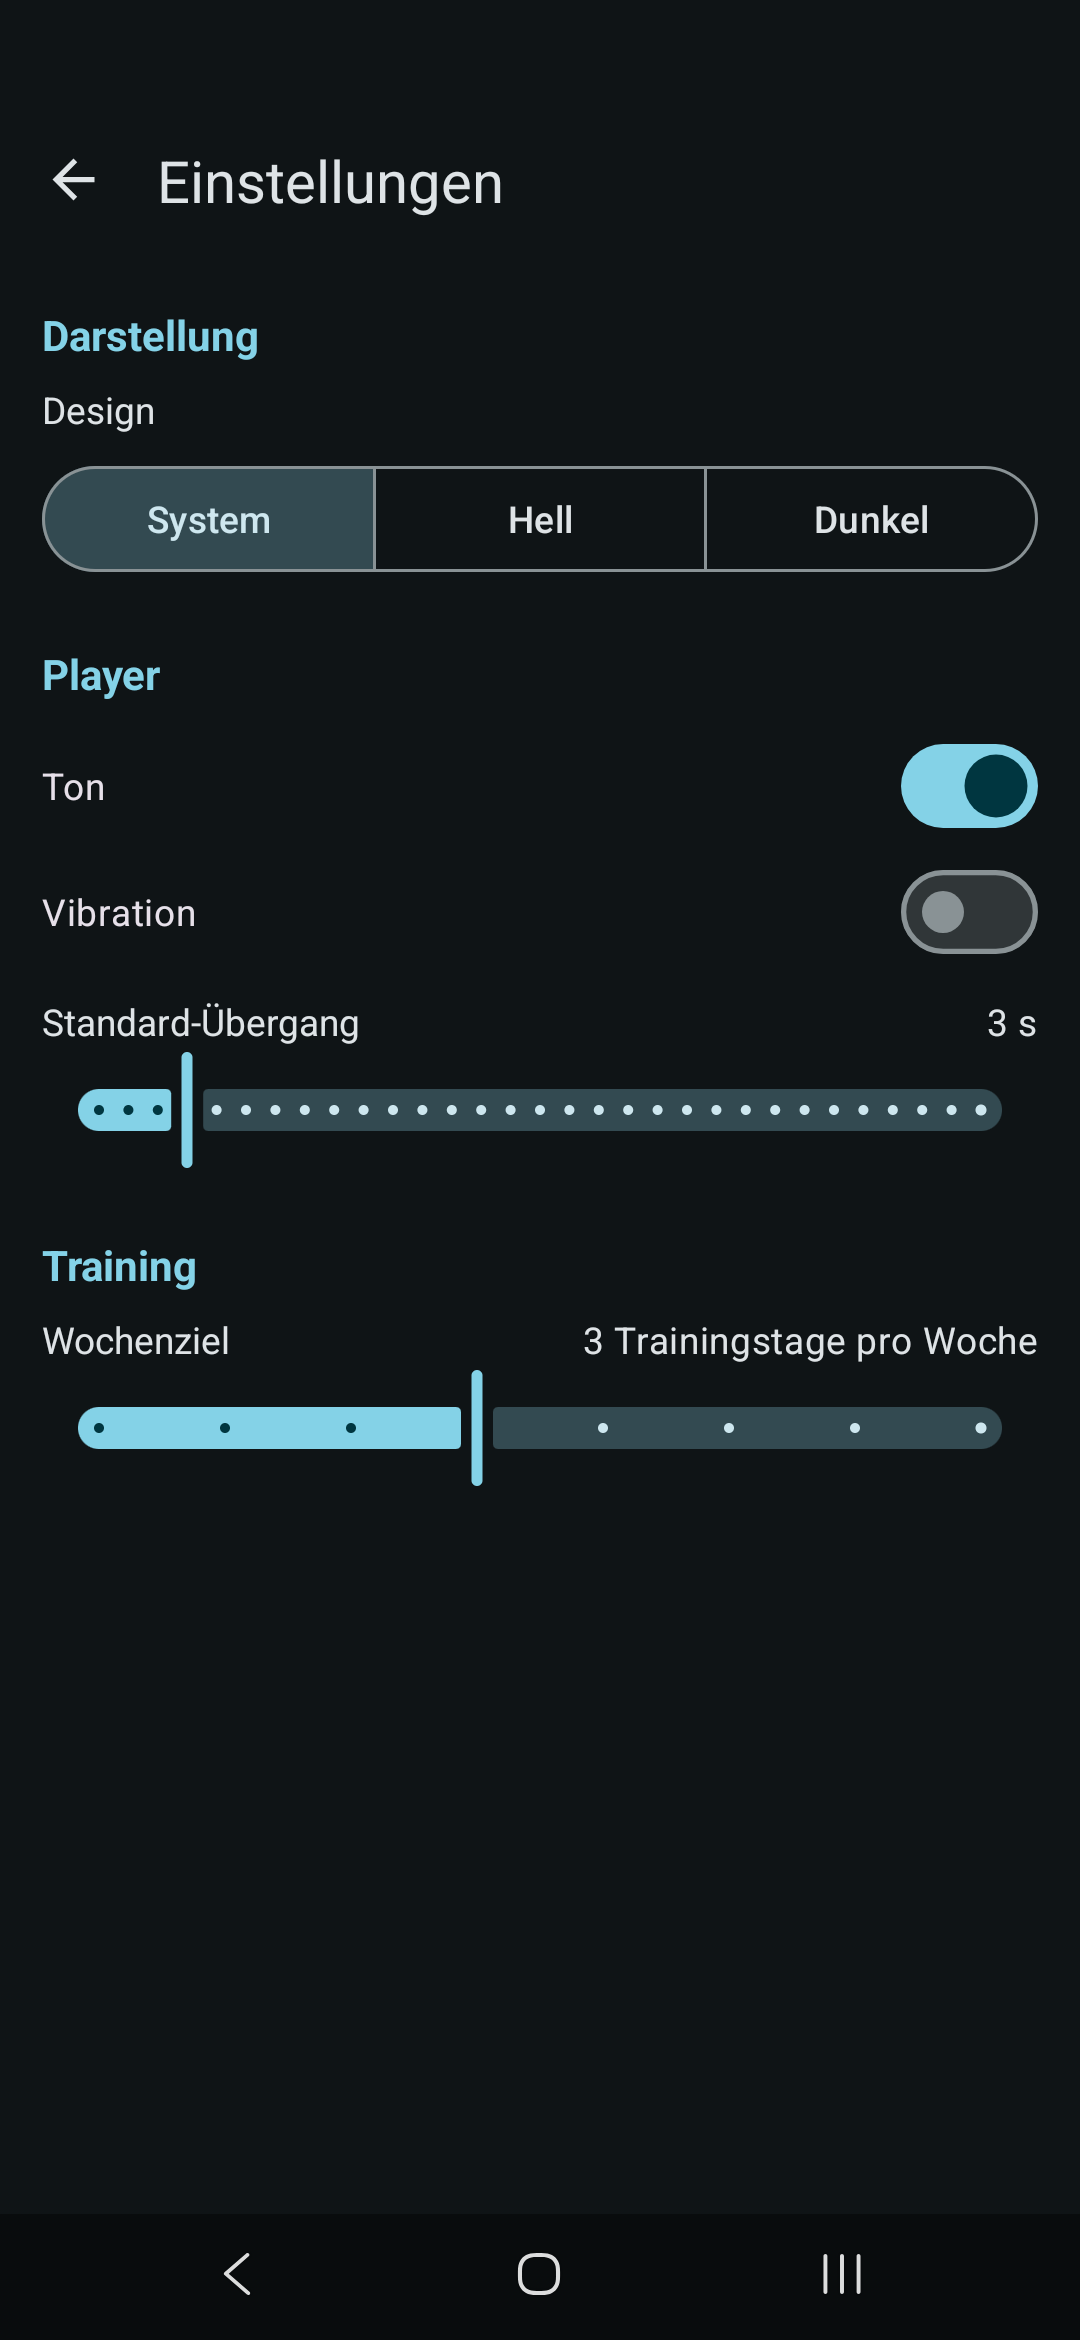 Einstellungen
Darstellung
Design
System Hell Dunkel
Player
Ton
Vibration
Standard-Übergang 3 s
Training
Wochenziel 3 Trainingstage pro Woche